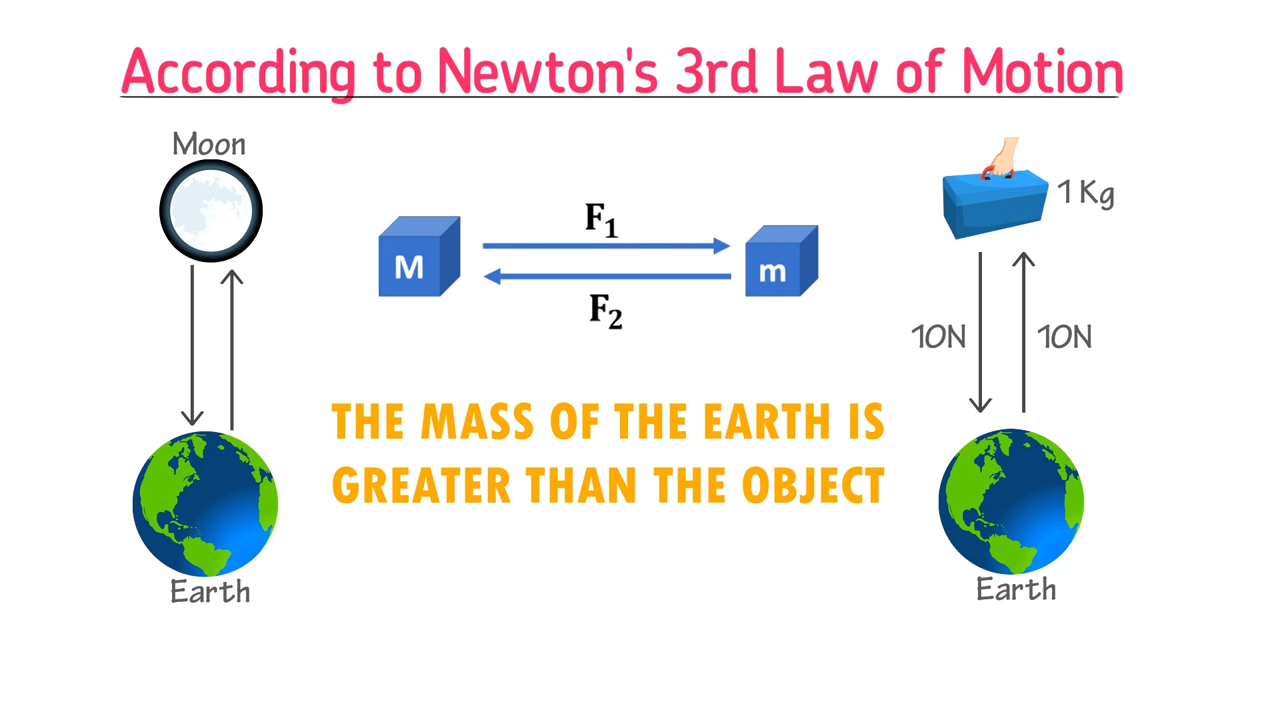 According to Newton's 3rd Law of Motion
Moon
1 Kg
F₁
M
m
F₂
10N
10N
THE MASS OF THE EARTH IS
GREATER THAN THE OBJECT
Earth
Earth